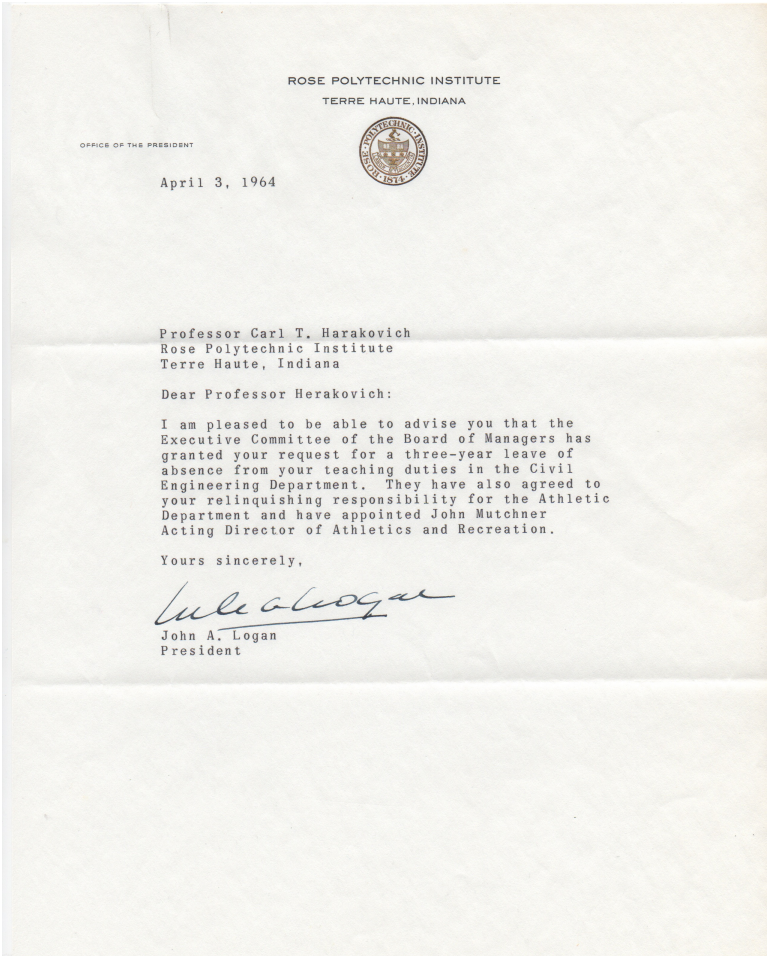 ROSE POLYTECHNIC INSTITUTE
TERRE HAUTE, INDIANA
OFFICE OF THE PRESIDENT
ROSE · POLYTECHNIC · INSTITUTE · 1874 ·
April 3, 1964
Professor Carl T. Harakovich
Rose Polytechnic Institute
Terre Haute, Indiana
Dear Professor Herakovich:
I am pleased to be able to advise you that the
Executive Committee of the Board of Managers has
granted your request for a three-year leave of
absence from your teaching duties in the Civil
Engineering Department.  They have also agreed to
your relinquishing responsibility for the Athletic
Department and have appointed John Mutchner
Acting Director of Athletics and Recreation.
Yours sincerely,
John A. Logan
President